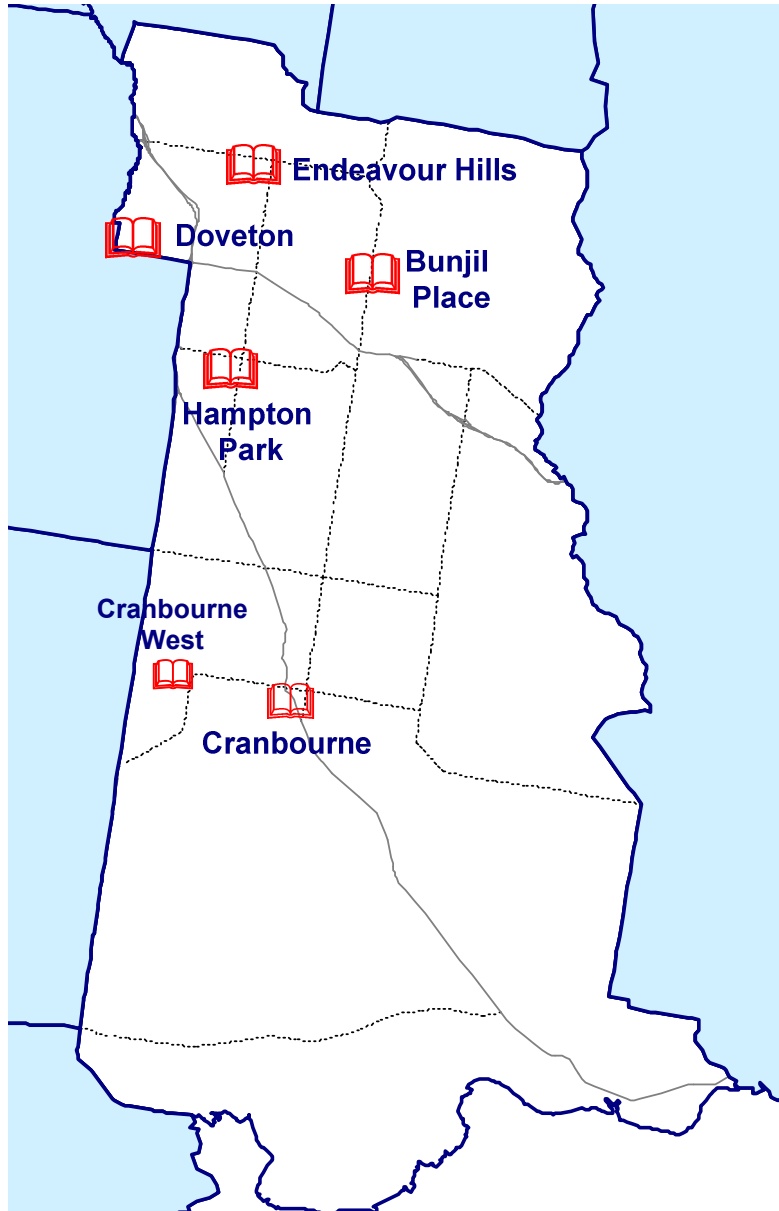 Endeavour Hills
Doveton
Bunjil
Place
Hampton
Park
Cranbourne
West
Cranbourne